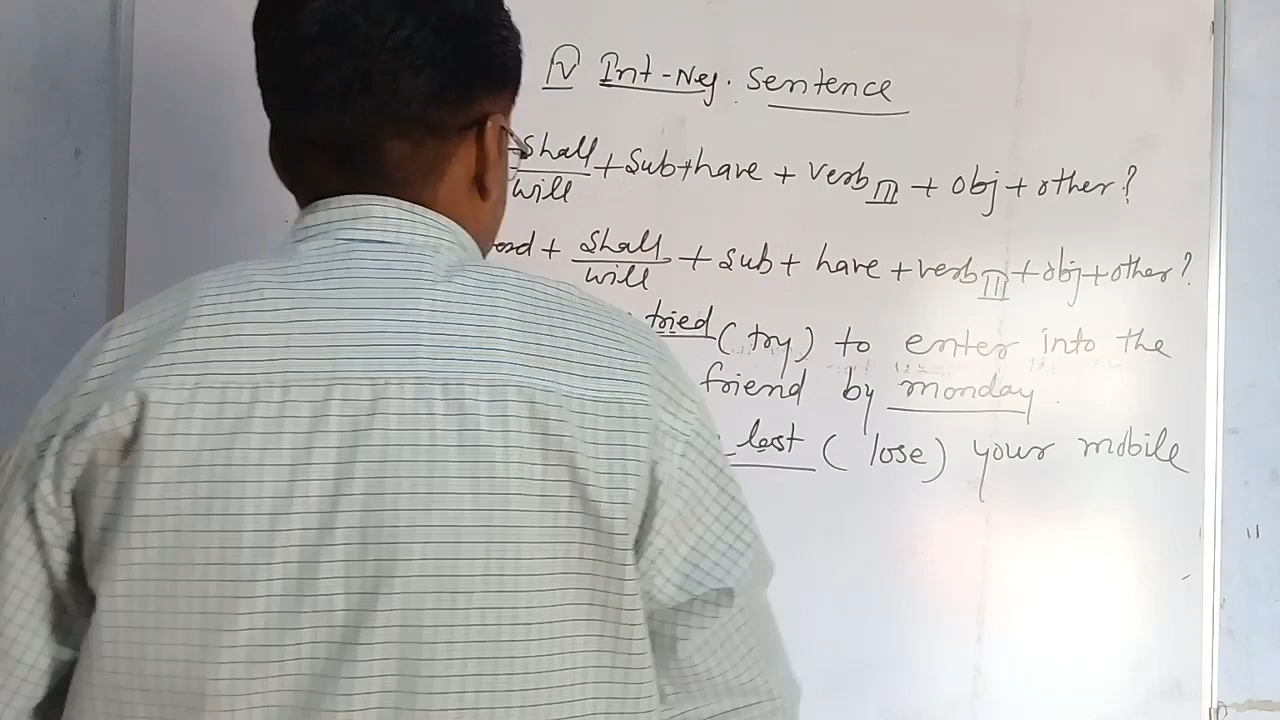 IV Int-Neg. Sentence
Shall/will + Sub + have + verb III + obj + other?
+ Shall/will + sub + have + verb III + obj + other?
tried (try) to enter into the
friend by monday.
lost (lose) your mobile